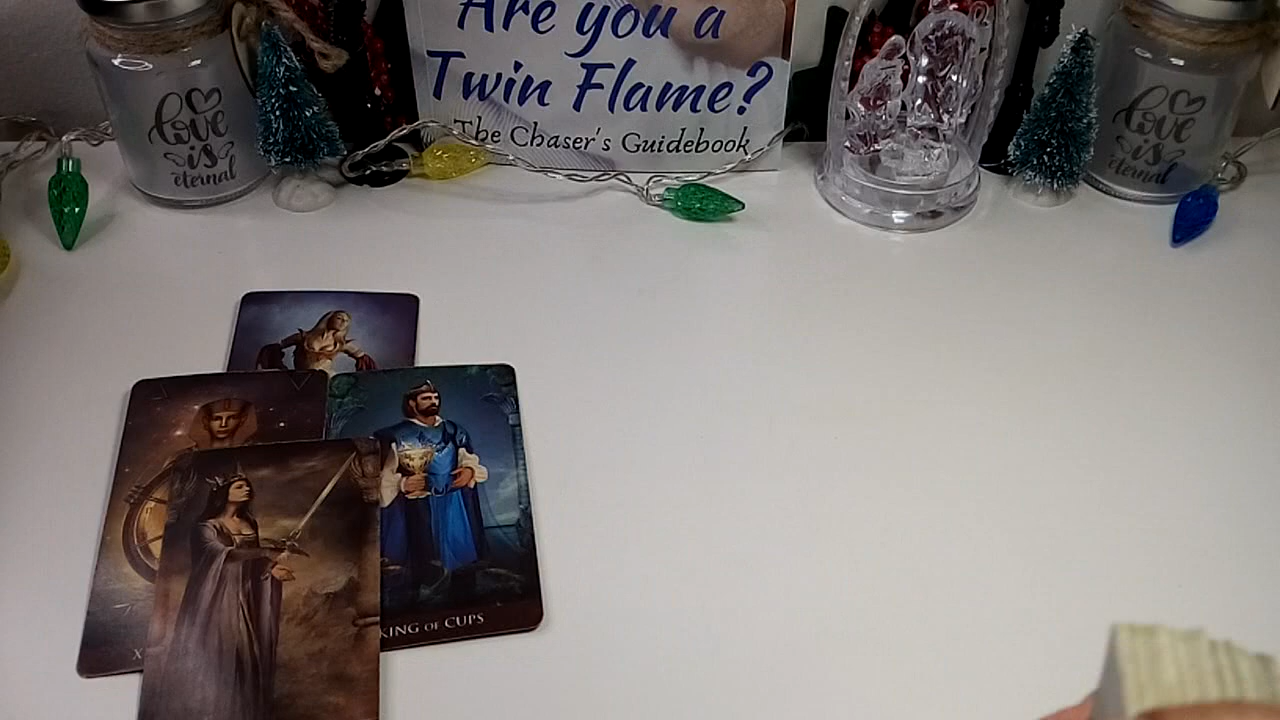 Are you a
Twin Flame?
The Chaser's Guidebook
love
is
eternal
love
is
eternal
KING OF CUPS
X